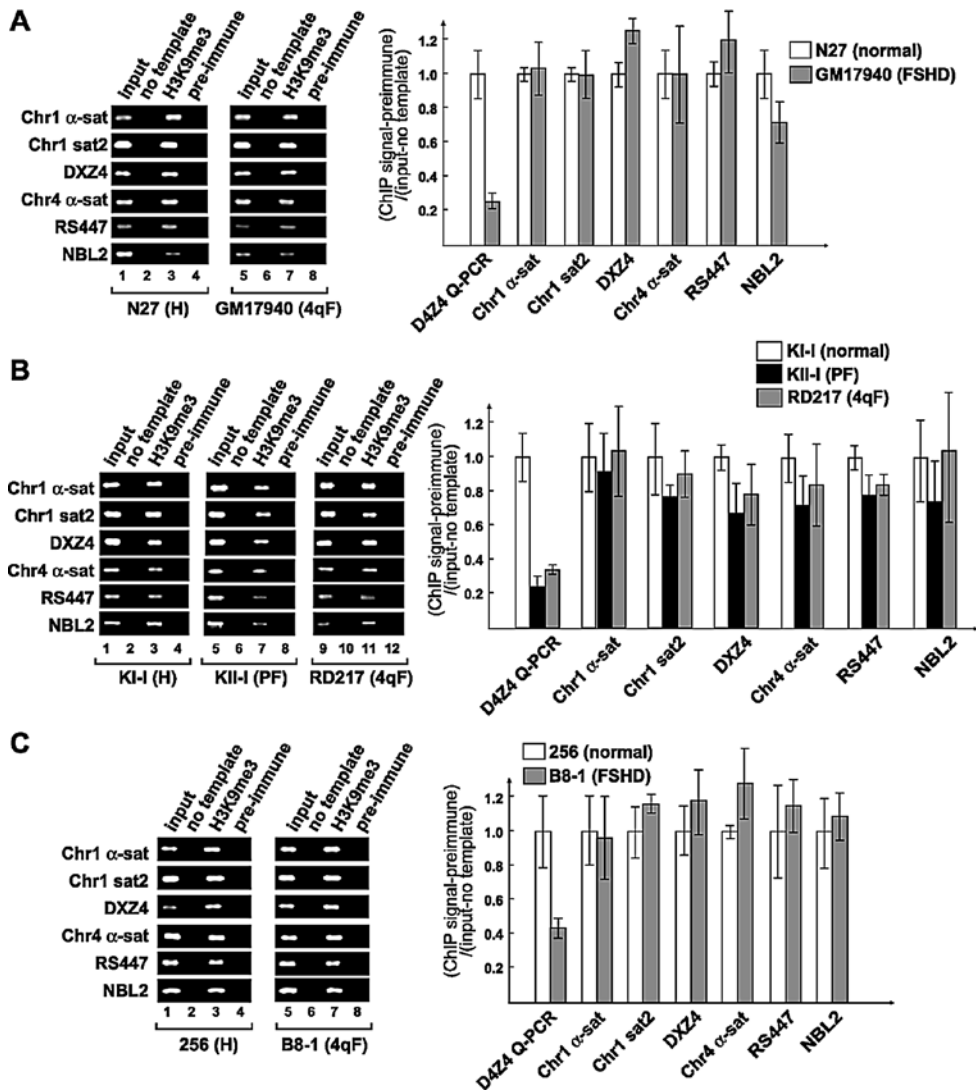 A
input
no template
H3K9me3
pre-immune
input
no template
H3K9me3
pre-immune
Chr1 α-sat
Chr1 sat2
DXZ4
Chr4 α-sat
RS447
NBL2
1 2 3 4 5 6 7 8
N27 (H) GM17940 (4qF)
(ChIP signal-preimmune)
/(input-no template)
1.2
1.0
0.8
0.6
0.4
0.2
N27 (normal)
GM17940 (FSHD)
D4Z4 Q-PCR
Chr1 α-sat
Chr1 sat2
DXZ4
Chr4 α-sat
RS447
NBL2
B
input
no template
H3K9me3
pre-immune
input
no template
H3K9me3
pre-immune
input
no template
H3K9me3
pre-immune
Chr1 α-sat
Chr1 sat2
DXZ4
Chr4 α-sat
RS447
NBL2
1 2 3 4 5 6 7 8 9 10 11 12
KI-I (H) KII-I (PF) RD217 (4qF)
KI-I (normal)
KII-I (PF)
RD217 (4qF)
(ChIP signal-preimmune)
/(input-no template)
1.2
1.0
0.8
0.6
0.4
0.2
D4Z4 Q-PCR
Chr1 α-sat
Chr1 sat2
DXZ4
Chr4 α-sat
RS447
NBL2
C
input
no template
H3K9me3
pre-immune
input
no template
H3K9me3
pre-immune
Chr1 α-sat
Chr1 sat2
DXZ4
Chr4 α-sat
RS447
NBL2
1 2 3 4 5 6 7 8
256 (H) B8-1 (4qF)
256 (normal)
B8-1 (FSHD)
(ChIP signal-preimmune)
/(input-no template)
1.2
1.0
0.8
0.6
0.4
0.2
D4Z4 Q-PCR
Chr1 α-sat
Chr1 sat2
DXZ4
Chr4 α-sat
RS447
NBL2